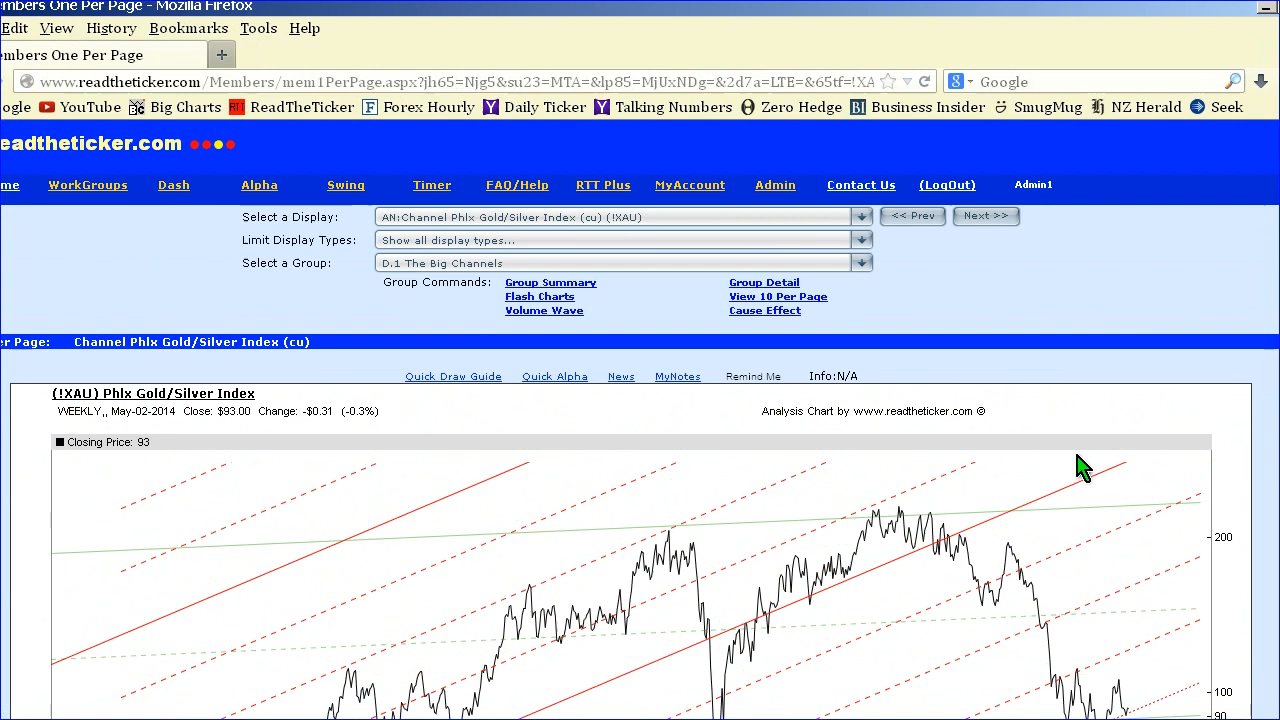 mbers One Per Page - Mozilla Firefox
Edit View History Bookmarks Tools Help
mbers One Per Page +
www.readtheticker.com/Members/mem1PerPage.aspx?jh65=Njg5&su23=MTA=&lp85=MjUxNDg=&2d7a=LTE=&65tf=!XA Google
ogle YouTube Big Charts RTT ReadTheTicker Forex Hourly Daily Ticker TalkingNumbers Zero Hedge BI Business Insider SmugMug NZ Herald Seek
eadtheticker.com
me WorkGroups Dash Alpha Swing Timer FAQ/Help RTT Plus MyAccount Admin Contact Us (LogOut) Admin1
Select a Display: AN:Channel Phlx Gold/Silver Index (cu) (!XAU) << Prev Next >>
Limit Display Types: Show all display types...
Select a Group: D.1 The Big Channels
Group Commands: Group Summary Group Detail
Flash Charts View 10 Per Page
Volume Wave Cause Effect
er Page: Channel Phlx Gold/Silver Index (cu)
Quick Draw Guide Quick Alpha News MyNotes Remind Me Info:N/A
(!XAU) Phlx Gold/Silver Index
WEEKLY,, May-02-2014 Close: $93.00 Change: -$0.31 (-0.3%) Analysis Chart by www.readtheticker.com ©
Closing Price: 93
200
100
90